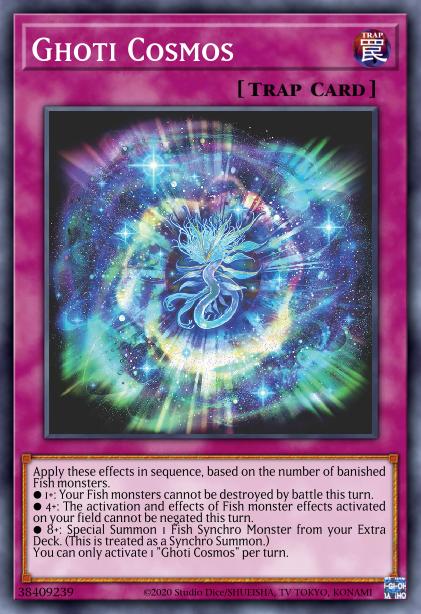 Ghoti Cosmos
TRAP
罠
[Trap Card]
Apply these effects in sequence, based on the number of banished
Fish monsters.
● 1+: Your Fish monsters cannot be destroyed by battle this turn.
● 4+: The activation and effects of Fish monster effects activated
on your field cannot be negated this turn.
● 8+: Special Summon 1 Fish Synchro Monster from your Extra
Deck. (This is treated as a Synchro Summon.)
You can only activate 1 "Ghoti Cosmos" per turn.
38409239
©2020 Studio Dice/SHUEISHA, TV TOKYO, KONAMI